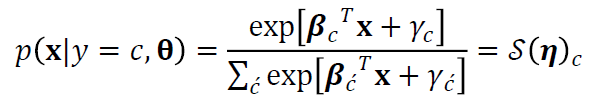 p(x|y = c, θ) = exp[β_c^T x + γ_c] / ∑_ć exp[β_ć^T x + γ_ć] = 𝒮(η)_c